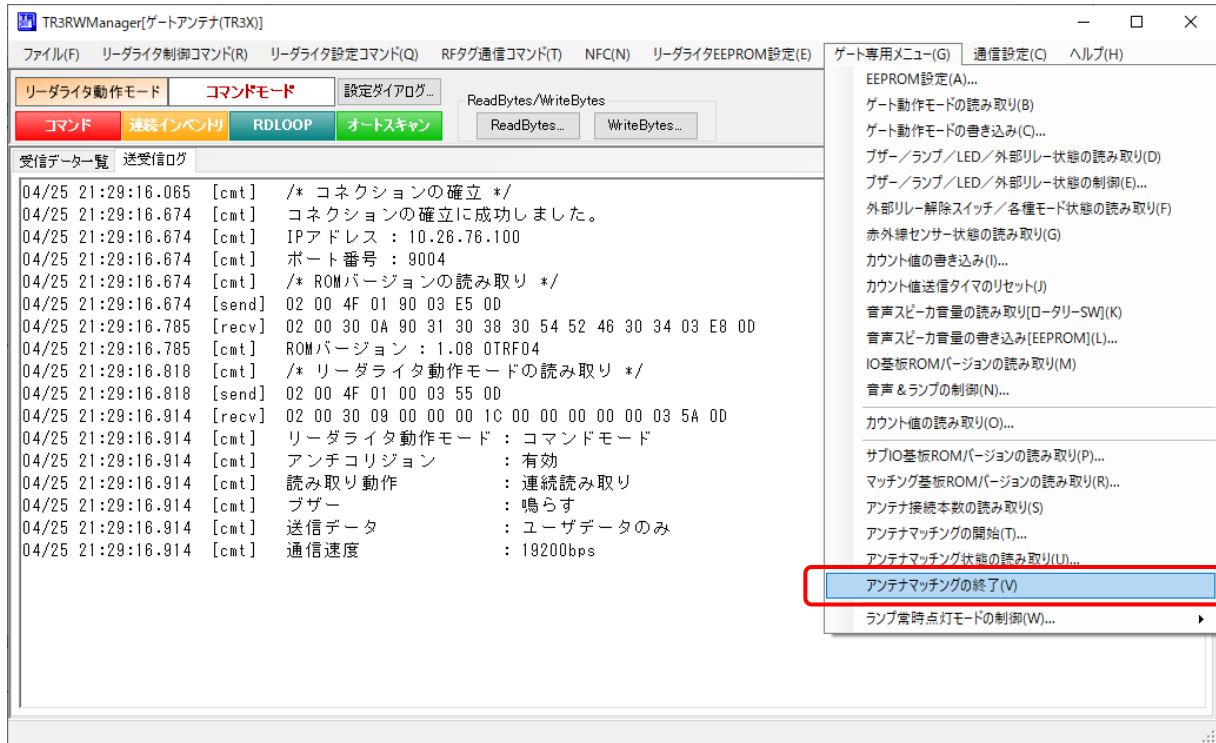 TR3RWManager[ゲートアンテナ(TR3X)]
ファイル(F) リーダライタ制御コマンド(R) リーダライタ設定コマンド(Q) RFタグ通信コマンド(T) NFC(N) リーダライタEEPROM設定(E) ゲート専用メニュー(G) 通信設定(C) ヘルプ(H)
リーダライタ動作モード コマンドモード 設定ダイアログ...
ReadBytes/WriteBytes
コマンド 連続インベントリ RDLOOP オートスキャン ReadBytes... WriteBytes...
受信データ一覧 送受信ログ
04/25 21:29:16.065 [cmt] /* コネクションの確立 */
04/25 21:29:16.674 [cmt] コネクションの確立に成功しました。
04/25 21:29:16.674 [cmt] IPアドレス : 10.26.76.100
04/25 21:29:16.674 [cmt] ポート番号 : 9004
04/25 21:29:16.674 [cmt] /* ROMバージョンの読み取り */
04/25 21:29:16.674 [send] 02 00 4F 01 90 03 E5 0D
04/25 21:29:16.785 [recv] 02 00 30 0A 90 31 30 38 30 54 52 46 30 34 03 E8 0D
04/25 21:29:16.785 [cmt] ROMバージョン : 1.08 0TRF04
04/25 21:29:16.818 [cmt] /* リーダライタ動作モードの読み取り */
04/25 21:29:16.818 [send] 02 00 4F 01 00 03 55 0D
04/25 21:29:16.914 [recv] 02 00 30 09 00 00 00 1C 00 00 00 00 00 03 5A 0D
04/25 21:29:16.914 [cmt] リーダライタ動作モード : コマンドモード
04/25 21:29:16.914 [cmt] アンチコリジョン : 有効
04/25 21:29:16.914 [cmt] 読み取り動作 : 連続読み取り
04/25 21:29:16.914 [cmt] ブザー : 鳴らす
04/25 21:29:16.914 [cmt] 送信データ : ユーザデータのみ
04/25 21:29:16.914 [cmt] 通信速度 : 19200bps
EEPROM設定(A)...
ゲート動作モードの読み取り(B)
ゲート動作モードの書き込み(C)...
ブザー／ランプ／LED／外部リレー状態の読み取り(D)
ブザー／ランプ／LED／外部リレー状態の制御(E)...
外部リレー解除スイッチ／各種モード状態の読み取り(F)
赤外線センサー状態の読み取り(G)
カウント値の書き込み(I)...
カウント値送信タイマのリセット(J)
音声スピーカ音量の読み取り[ロータリーSW](K)
音声スピーカ音量の書き込み[EEPROM](L)...
IO基板ROMバージョンの読み取り(M)
音声＆ランプの制御(N)...
カウント値の読み取り(O)...
サブIO基板ROMバージョンの読み取り(P)...
マッチング基板ROMバージョンの読み取り(R)...
アンテナ接続本数の読み取り(S)
アンテナマッチングの開始(T)...
アンテナマッチング状態の読み取り(U)...
アンテナマッチングの終了(V)
ランプ常時点灯モードの制御(W)...